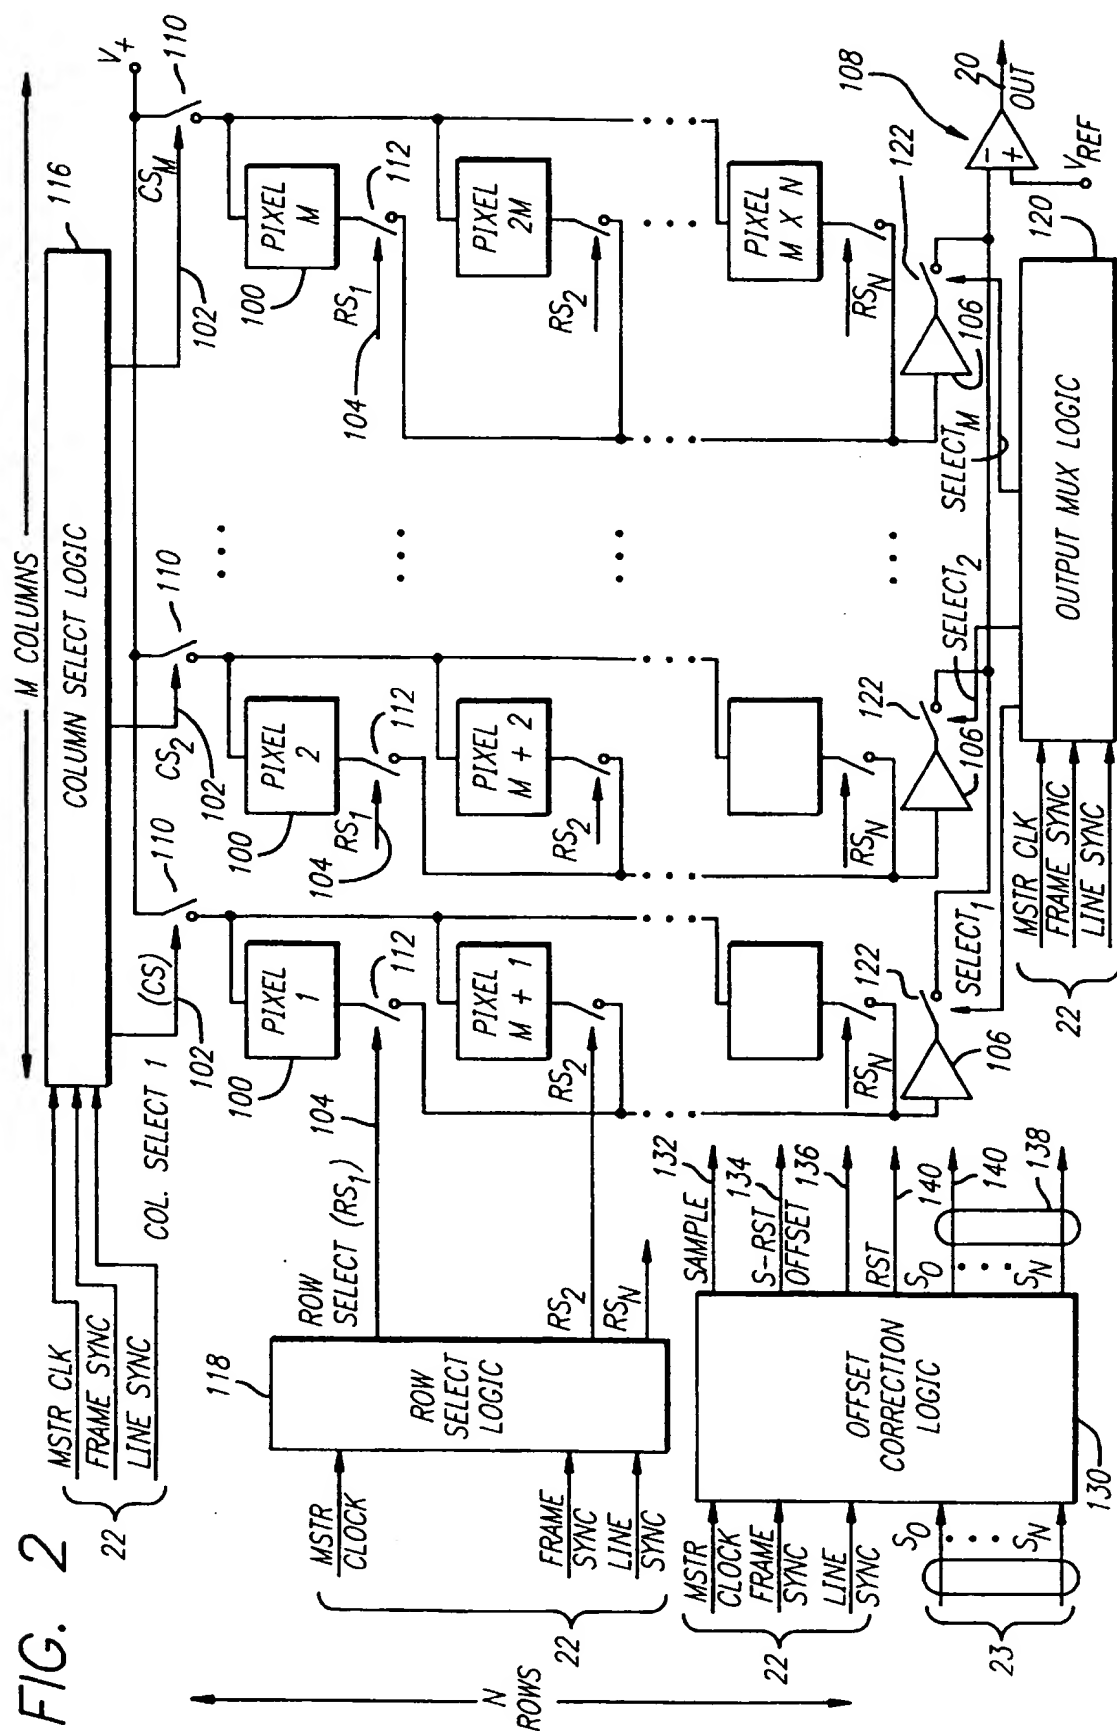 FIG. 2
M COLUMNS
116
COLUMN SELECT LOGIC
MSTR CLK
FRAME SYNC
LINE SYNC
22
COL. SELECT 1 (CS)
102
110
CS2
102
110
CSM
102
110
V+
N
ROWS
MSTR
CLOCK
FRAME
SYNC
LINE
SYNC
22
118
ROW
SELECT
LOGIC
ROW
SELECT (RS1)
104
RS2
RSN
100
PIXEL
1
112
100
PIXEL
2
112
RS1
104
100
PIXEL
M
112
RS1
104
PIXEL
M + 1
RS2
PIXEL
M + 2
RS2
PIXEL
2M
RS2
RSN
RSN
PIXEL
M X N
RSN
106
122
SELECT1
106
122
SELECT2
106
122
SELECTM
108
-
+
20
OUT
VREF
MSTR
CLOCK
FRAME
SYNC
LINE
SYNC
22
S0
SN
23
OFFSET
CORRECTION
LOGIC
130
SAMPLE
132
S-RST
134
OFFSET
136
RST
140
S0
140
SN
138
MSTR CLK
FRAME SYNC
LINE SYNC
22
OUTPUT MUX LOGIC
120